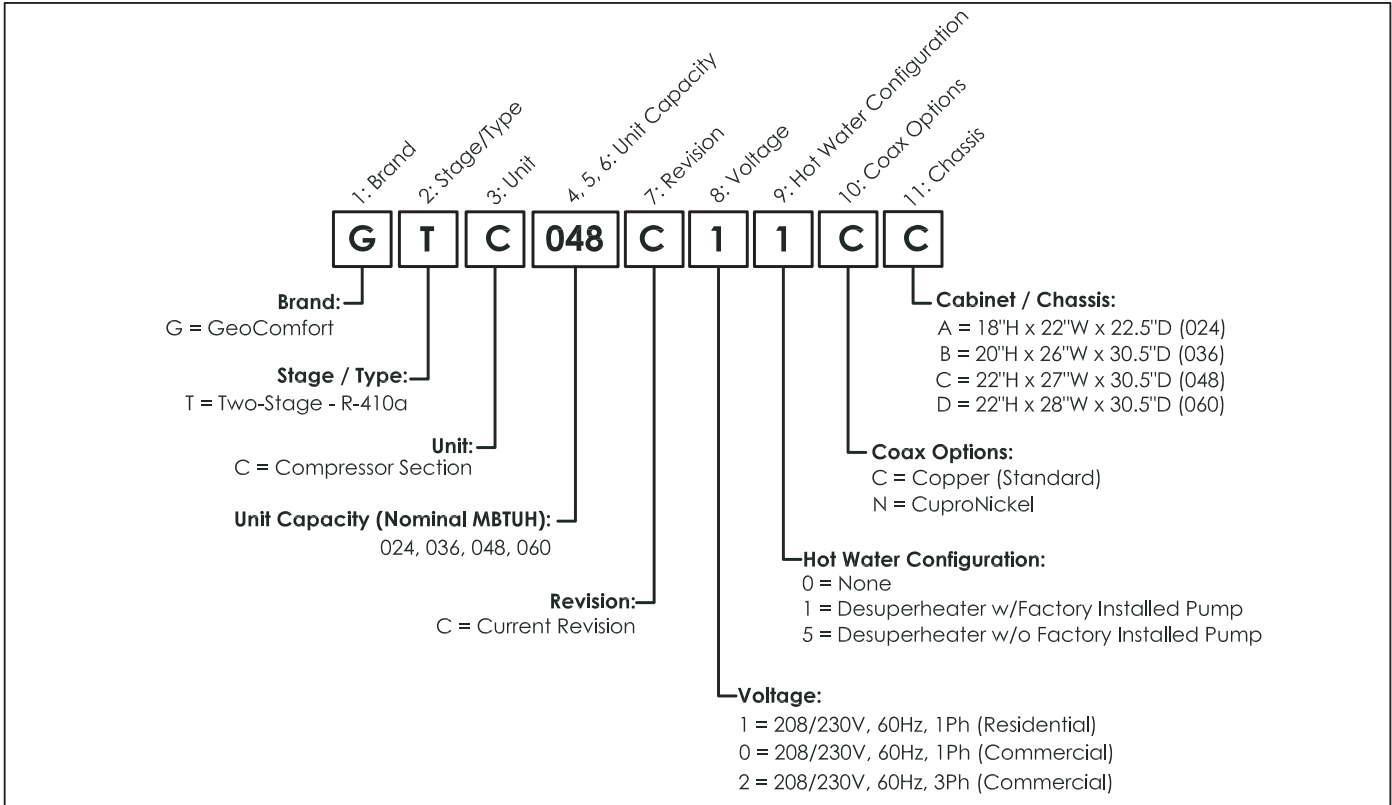 1: Brand
2: Stage/Type
3: Unit
4, 5, 6: Unit Capacity
7: Revision
8: Voltage
9: Hot Water Configuration
10: Coax Options
11: Chassis
G T C 048 C 1 1 C C
Brand:
G = GeoComfort
Stage / Type:
T = Two-Stage - R-410a
Unit:
C = Compressor Section
Unit Capacity (Nominal MBTUH):
024, 036, 048, 060
Revision:
C = Current Revision
Cabinet / Chassis:
A = 18"H x 22"W x 22.5"D (024)
B = 20"H x 26"W x 30.5"D (036)
C = 22"H x 27"W x 30.5"D (048)
D = 22"H x 28"W x 30.5"D (060)
Coax Options:
C = Copper (Standard)
N = CuproNickel
Hot Water Configuration:
0 = None
1 = Desuperheater w/Factory Installed Pump
5 = Desuperheater w/o Factory Installed Pump
Voltage:
1 = 208/230V, 60Hz, 1Ph (Residential)
0 = 208/230V, 60Hz, 1Ph (Commercial)
2 = 208/230V, 60Hz, 3Ph (Commercial)